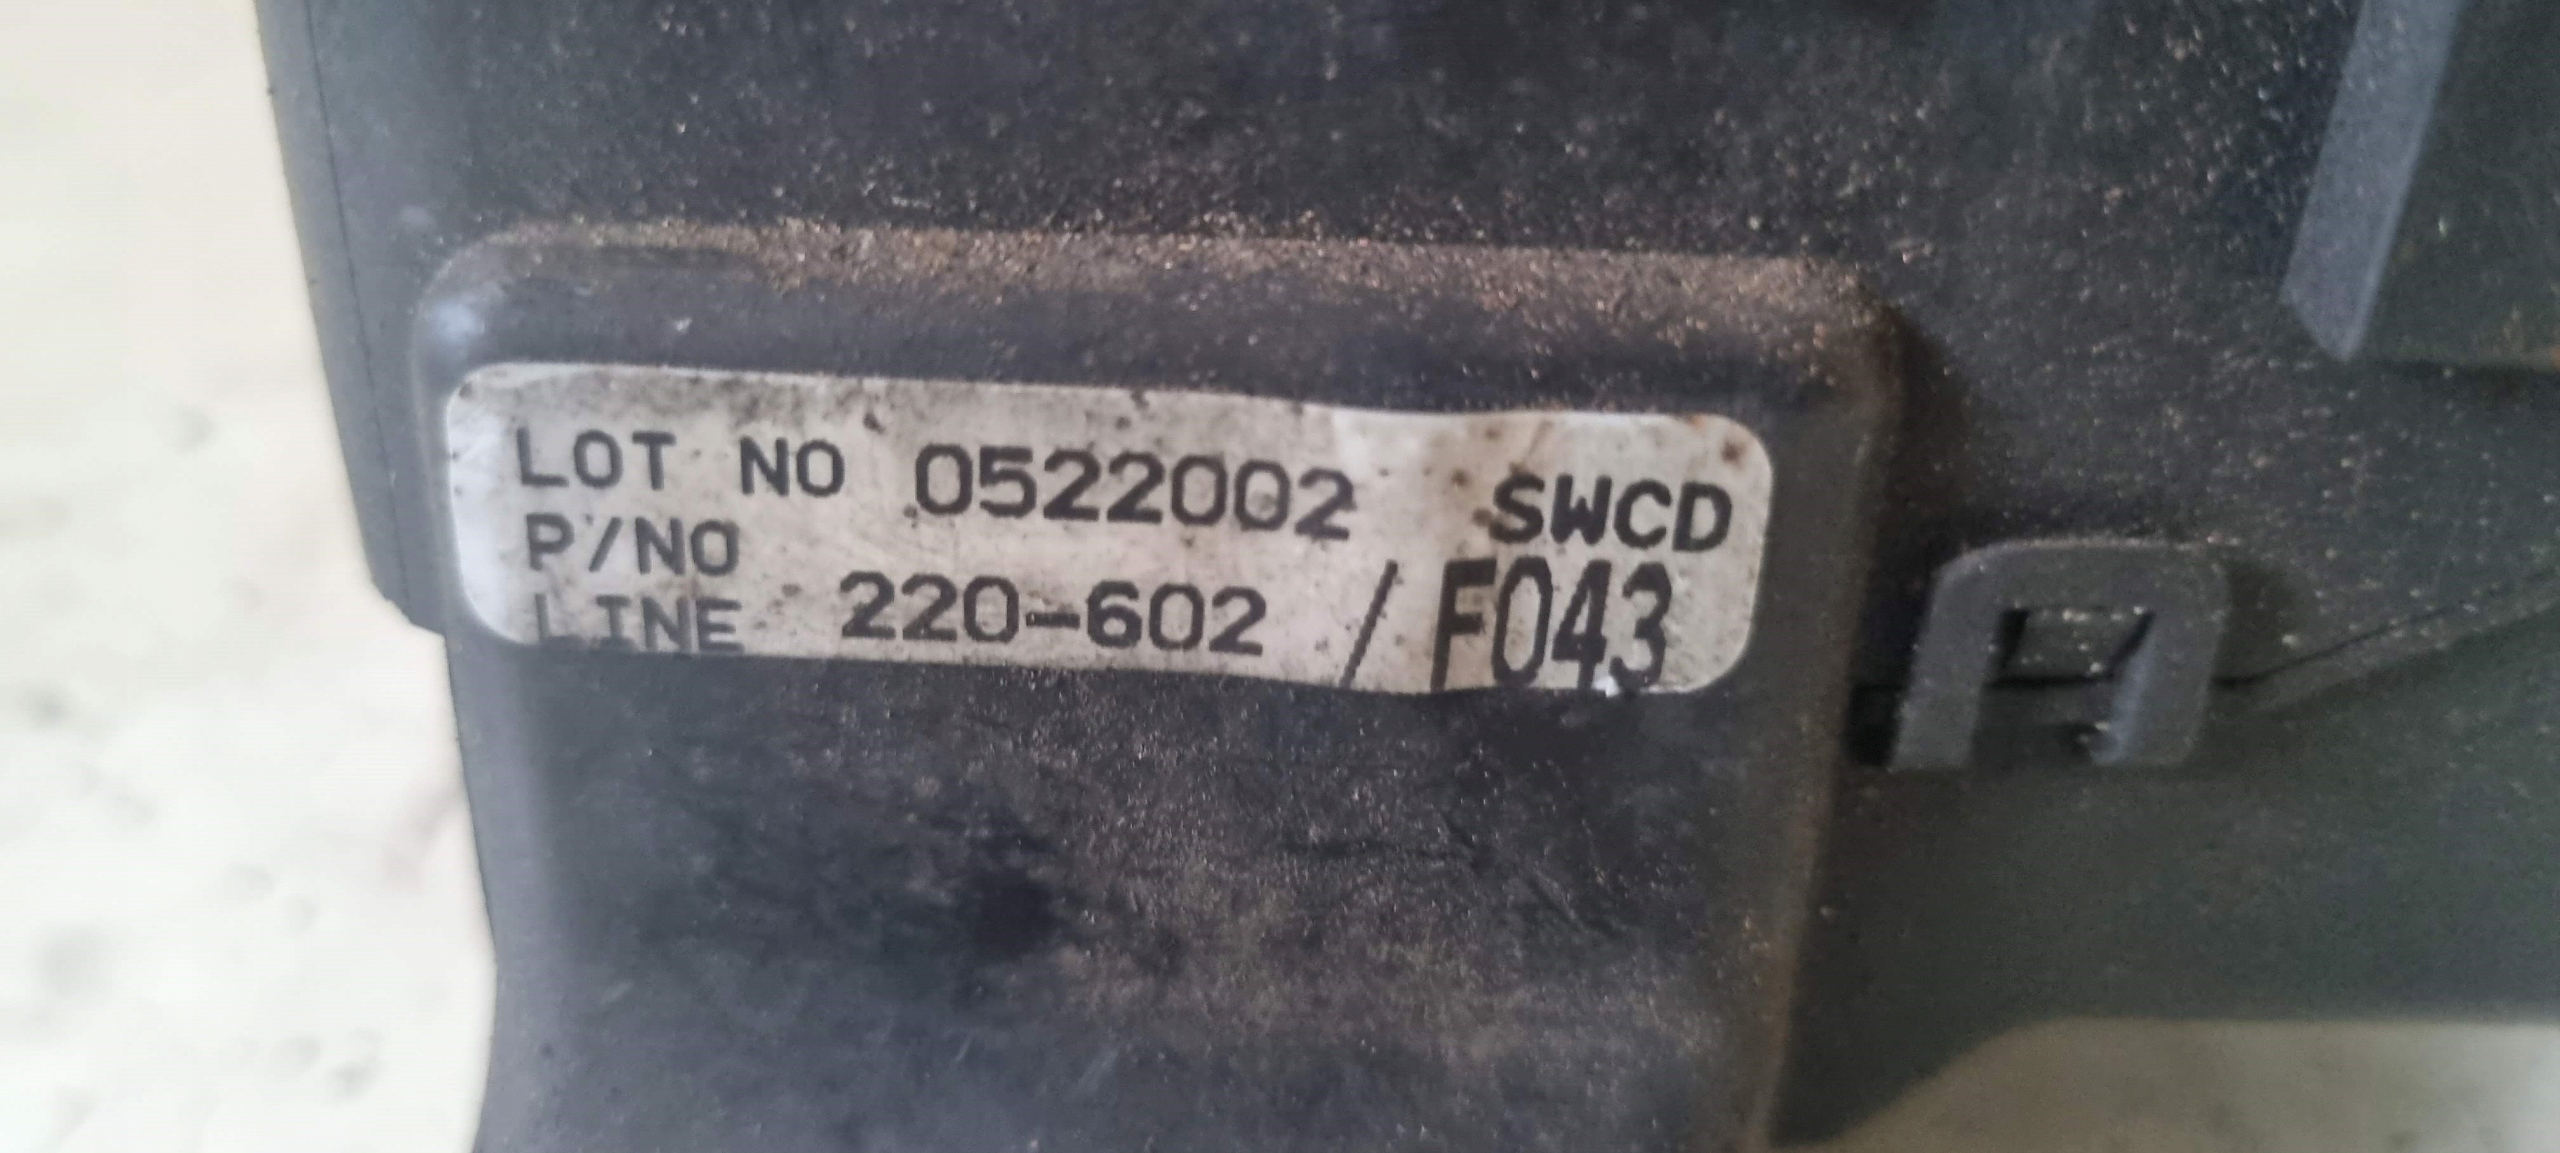 LOT NO 0522002 SWCD
P/NO
LINE 220-602 / F043